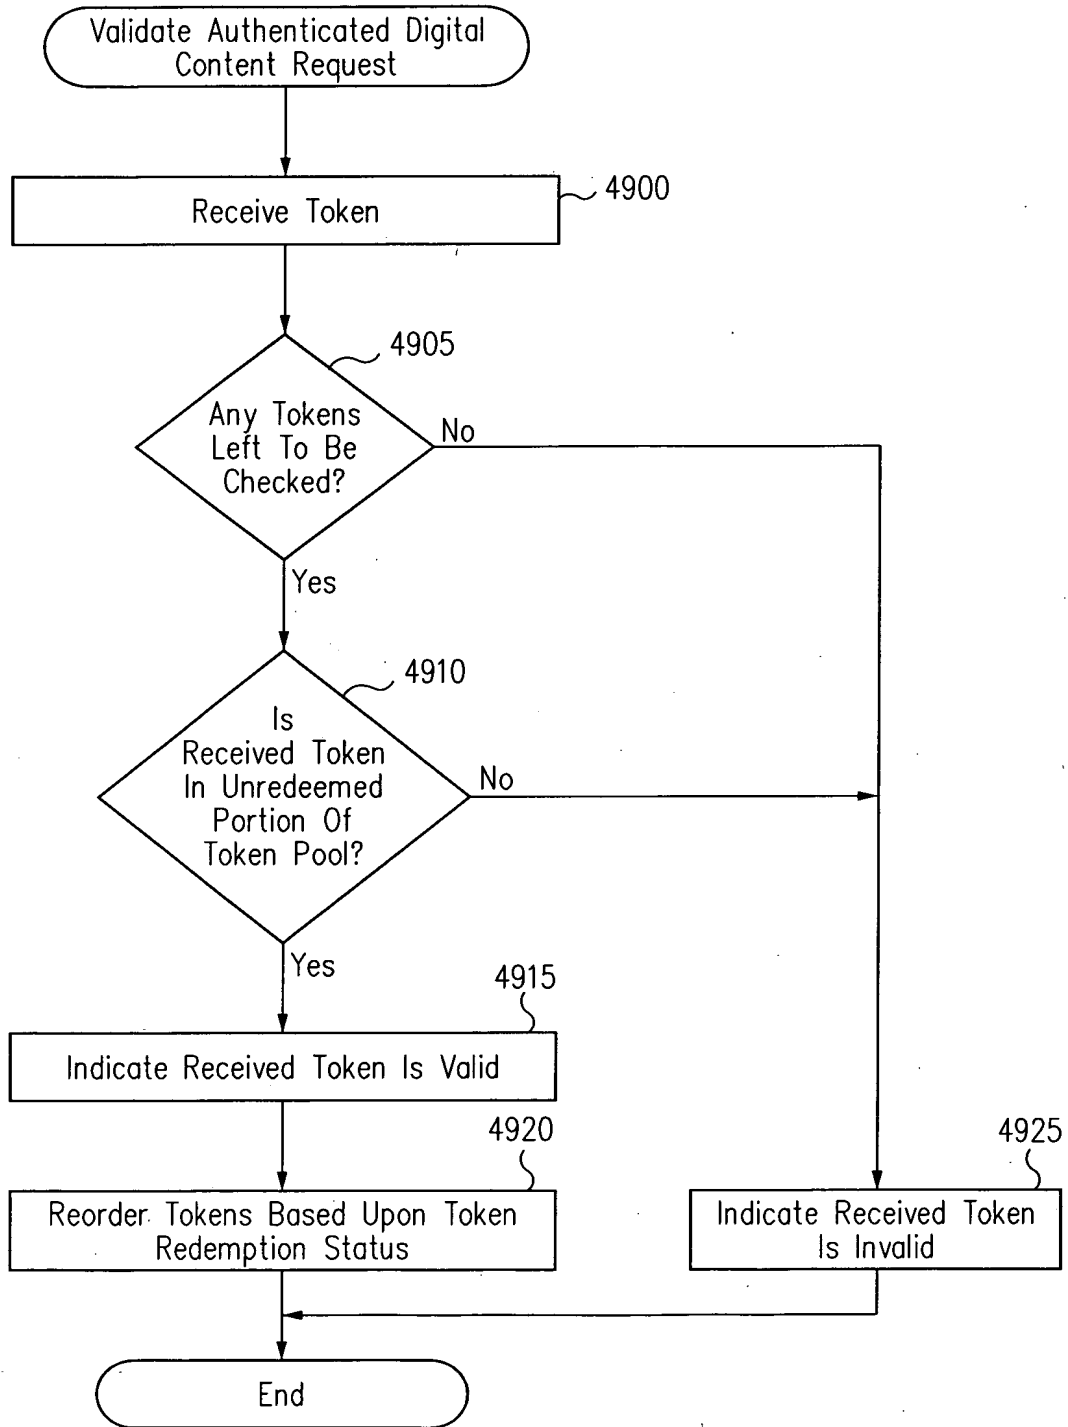 Validate Authenticated Digital
Content Request
4900
Receive Token
4905
Any Tokens
Left To Be
Checked?
No
Yes
4910
Is
Received Token
In Unredeemed
Portion Of
Token Pool?
No
Yes
4915
Indicate Received Token Is Valid
4920
Reorder Tokens Based Upon Token
Redemption Status
4925
Indicate Received Token
Is Invalid
End